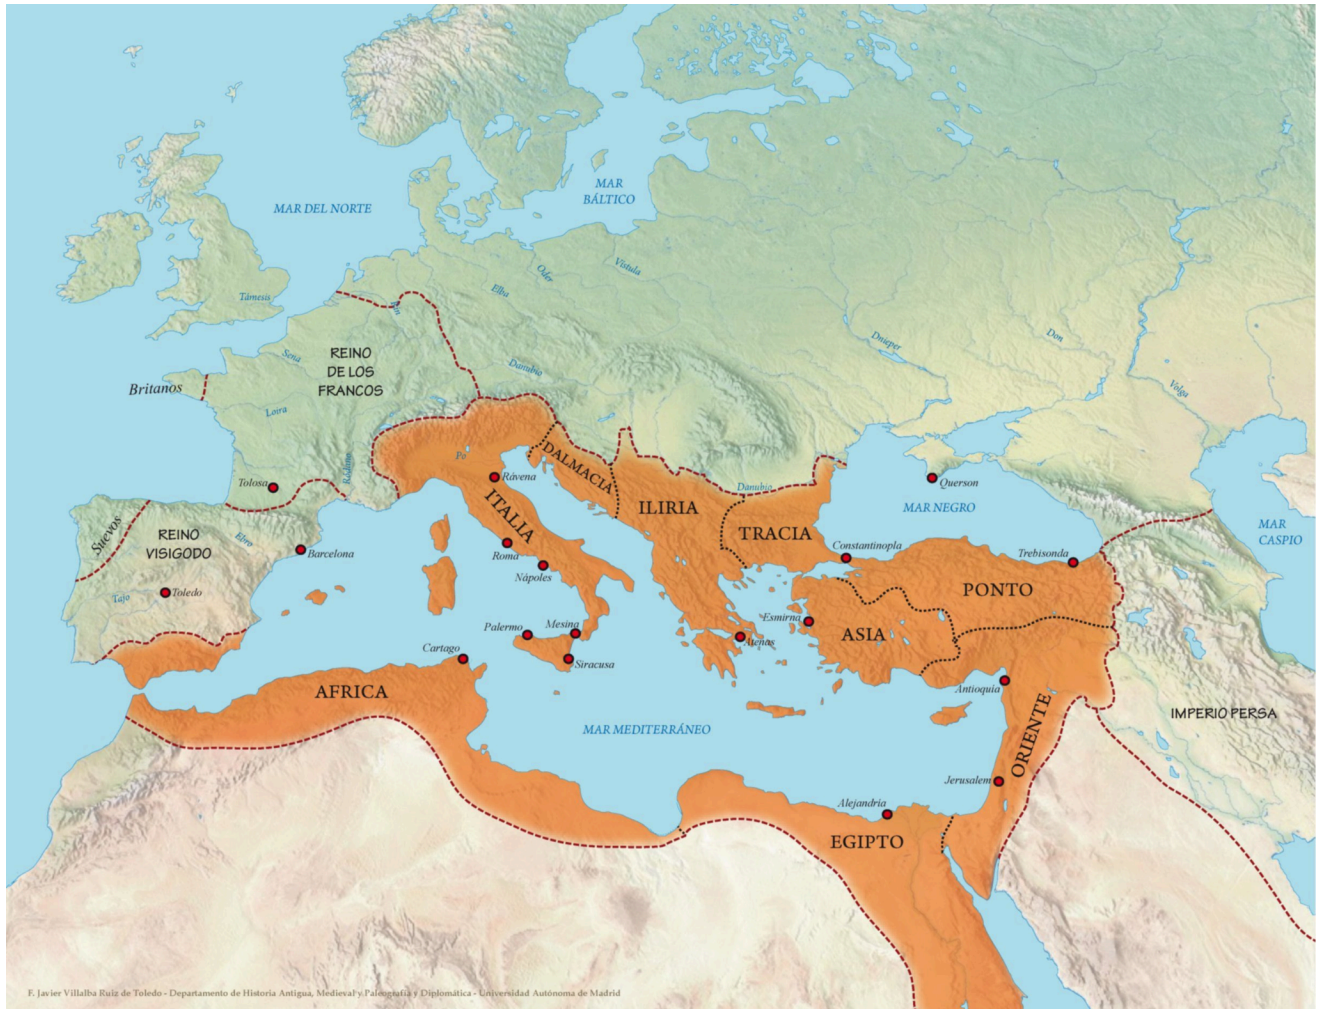 MAR
BÁLTICO
MAR DEL NORTE
Vístula
Oder
Elba
Támesis
Rin
Dnieper
Don
Volga
Sena
REINO
DE LOS
FRANCOS
Danubio
Britanos
Loira
Po
Ródano
Tolosa
Rávena
DALMACIA
Danubio
Querson
MAR NEGRO
ITALIA
ILIRIA
TRACIA
MAR
CASPIO
Suevos
REINO
VISIGODO
Ebro
Barcelona
Roma
Nápoles
Constantinopla
Trebisonda
PONTO
Tajo
Toledo
Palermo
Mesina
Esmirna
ASIA
Atenas
Cartago
Siracusa
AFRICA
Antioquía
MAR MEDITERRÁNEO
ORIENTE
IMPERIO PERSA
Jerusalem
Alejandría
EGIPTO
F. Javier Villalba Ruiz de Toledo - Departamento de Historia Antigua, Medieval y Paleografía y Diplomática - Universidad Autónoma de Madrid